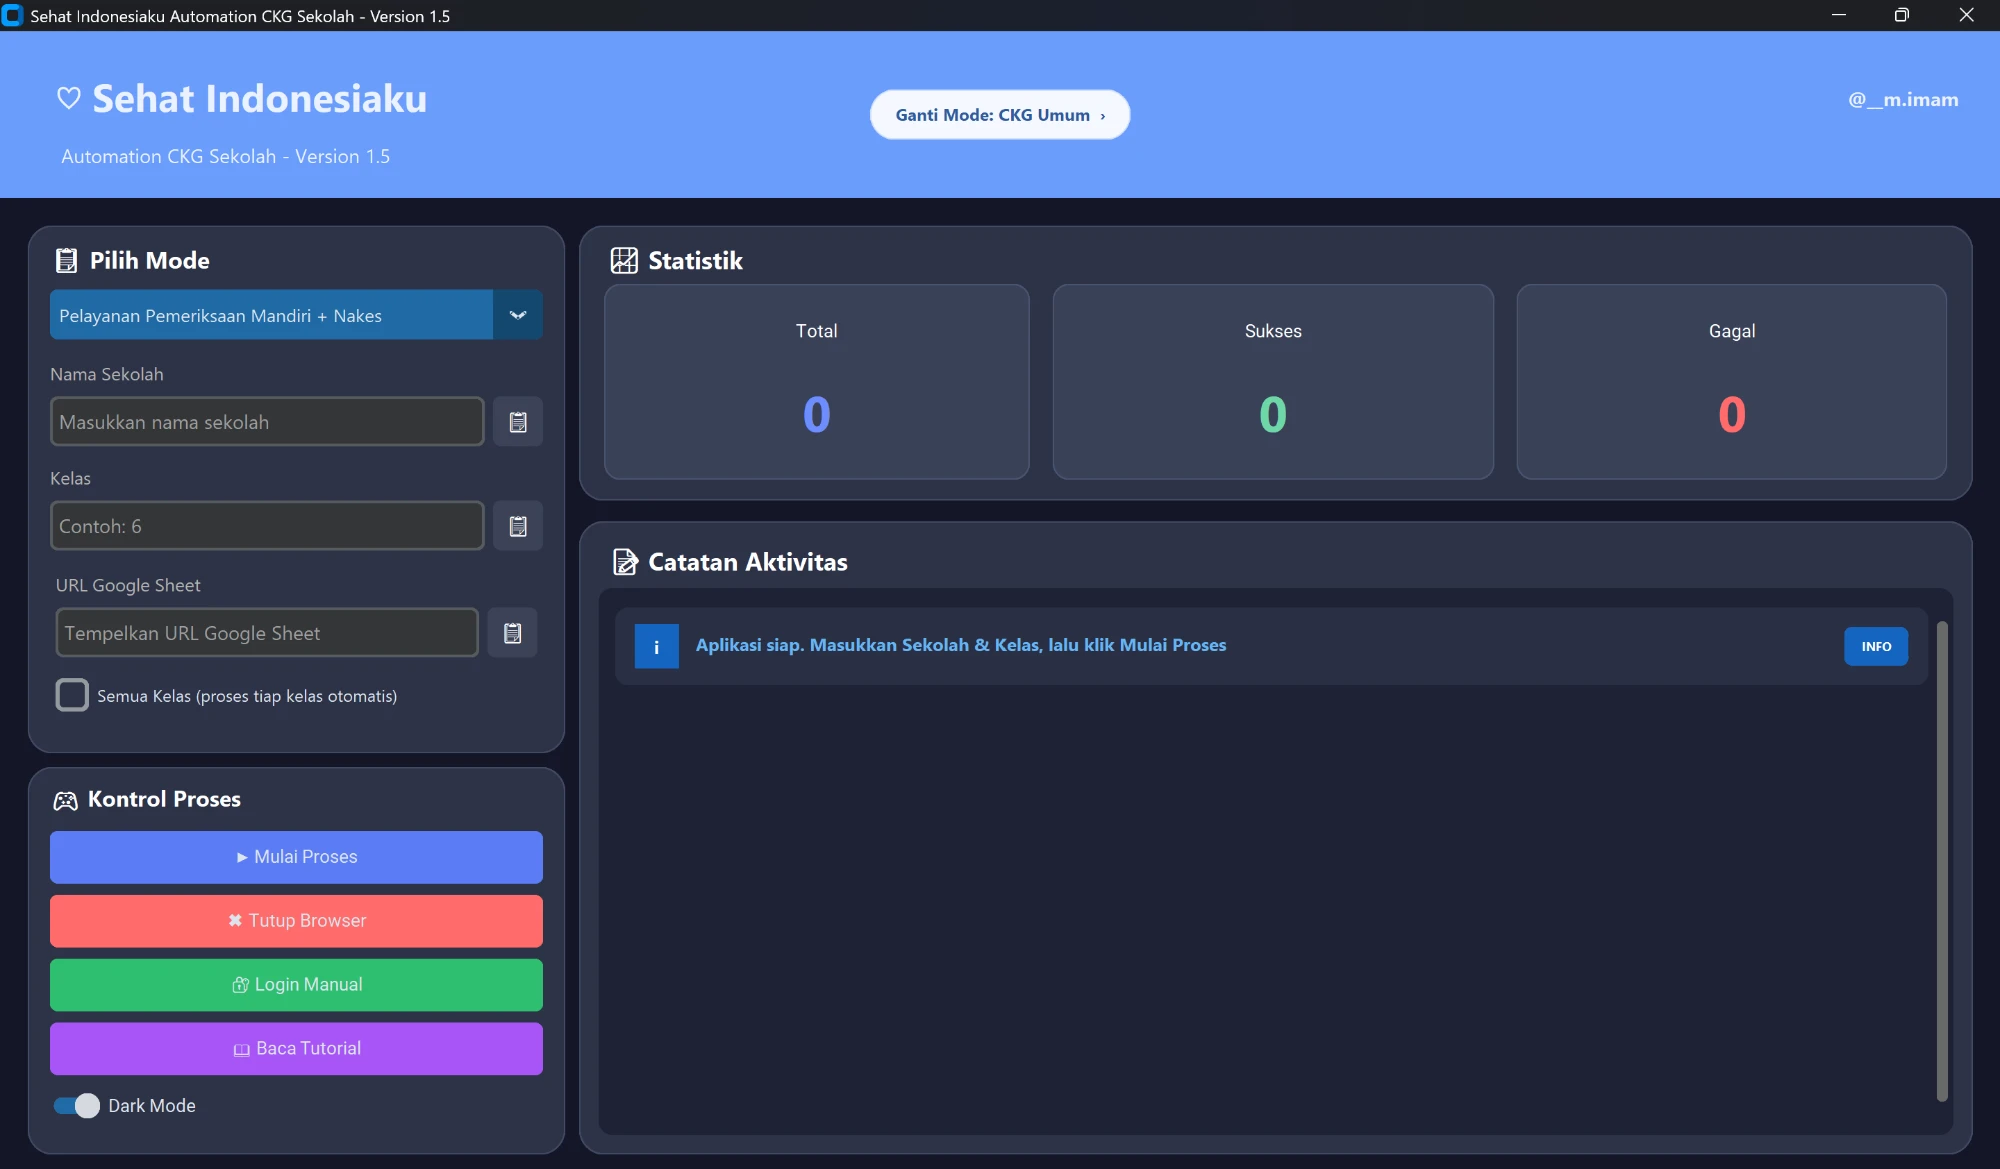 Sehat Indonesiaku Automation CKG Sekolah - Version 1.5
Sehat Indonesiaku
Automation CKG Sekolah - Version 1.5
Ganti Mode: CKG Umum ›
@__m.imam
Pilih Mode
Pelayanan Pemeriksaan Mandiri + Nakes
Nama Sekolah
Masukkan nama sekolah
Kelas
Contoh: 6
URL Google Sheet
Tempelkan URL Google Sheet
Semua Kelas (proses tiap kelas otomatis)
Kontrol Proses
Mulai Proses
Tutup Browser
Login Manual
Baca Tutorial
Dark Mode
Statistik
Total
0
Sukses
0
Gagal
0
Catatan Aktivitas
i
Aplikasi siap. Masukkan Sekolah & Kelas, lalu klik Mulai Proses
INFO